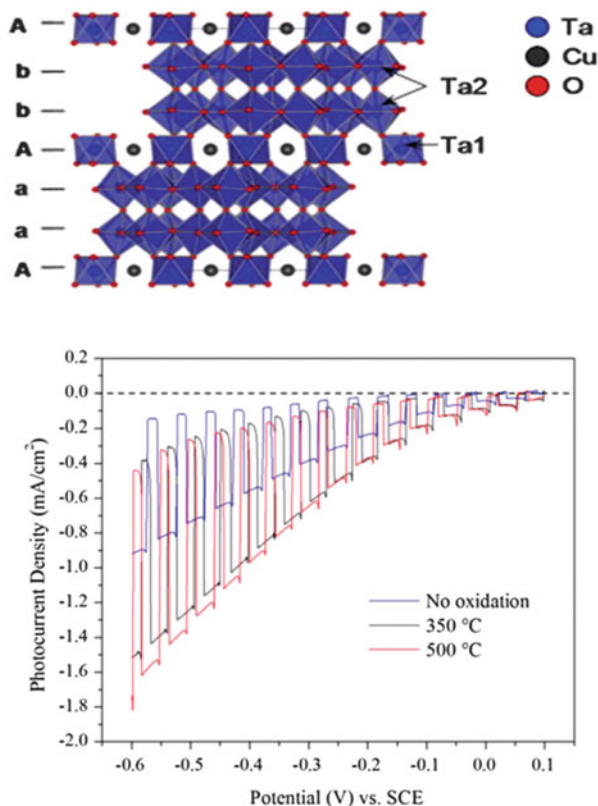 A
b
b
A
a
a
A
Ta
Cu
O
Ta2
Ta1
0.2
0.0
-0.2
-0.4
-0.6
-0.8
-1.0
-1.2
-1.4
-1.6
-1.8
-2.0
Photocurrent Density (mA/cm²)
No oxidation
350 °C
500 °C
-0.6 -0.5 -0.4 -0.3 -0.2 -0.1 0.0 0.1
Potential (V) vs. SCE